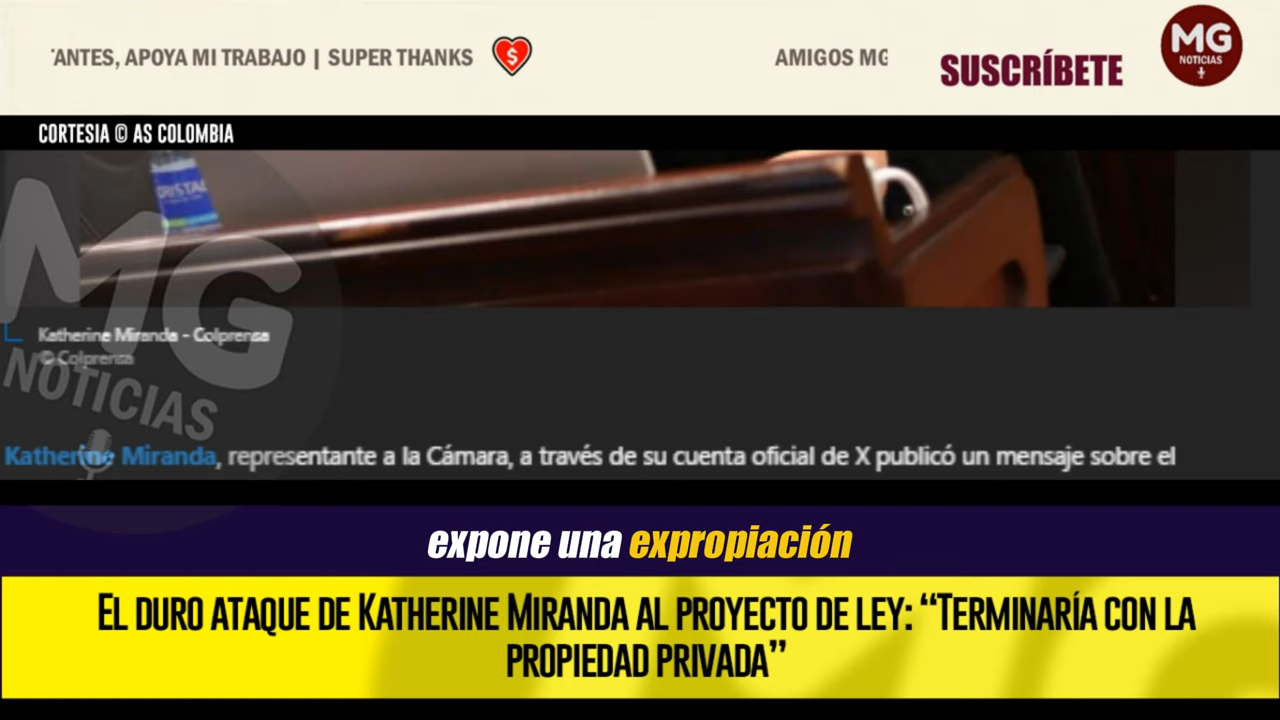 'ANTES, APOYA MI TRABAJO | SUPER THANKS
AMIGOS MG
SUSCRÍBETE
MG
NOTICIAS
CORTESIA © AS COLOMBIA
CRISTAL
MG
NOTICIAS
Katherine Miranda - Colprensa
© Colprensa
Katherine Miranda, representante a la Cámara, a través de su cuenta oficial de X publicó un mensaje sobre el
expone una expropiación
EL DURO ATAQUE DE KATHERINE MIRANDA AL PROYECTO DE LEY: “TERMINARÍA CON LA
PROPIEDAD PRIVADA”